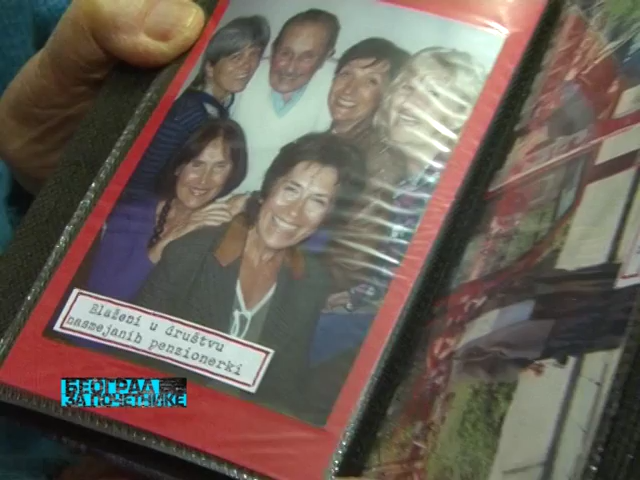 Blaženi u društvu
nasmejanih penzionerki
БЕОГРАД
ЗА ПОЧЕТНИКЕ